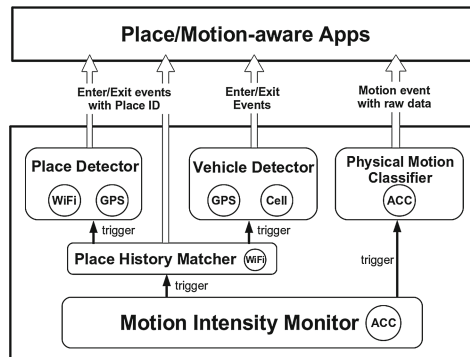 Place/Motion-aware Apps
Enter/Exit events
with Place ID
Enter/Exit
Events
Motion event
with raw data
Place Detector
WiFi
GPS
Vehicle Detector
GPS
Cell
Physical Motion
Classifier
ACC
trigger
trigger
Place History Matcher
WiFi
trigger
trigger
Motion Intensity Monitor
ACC